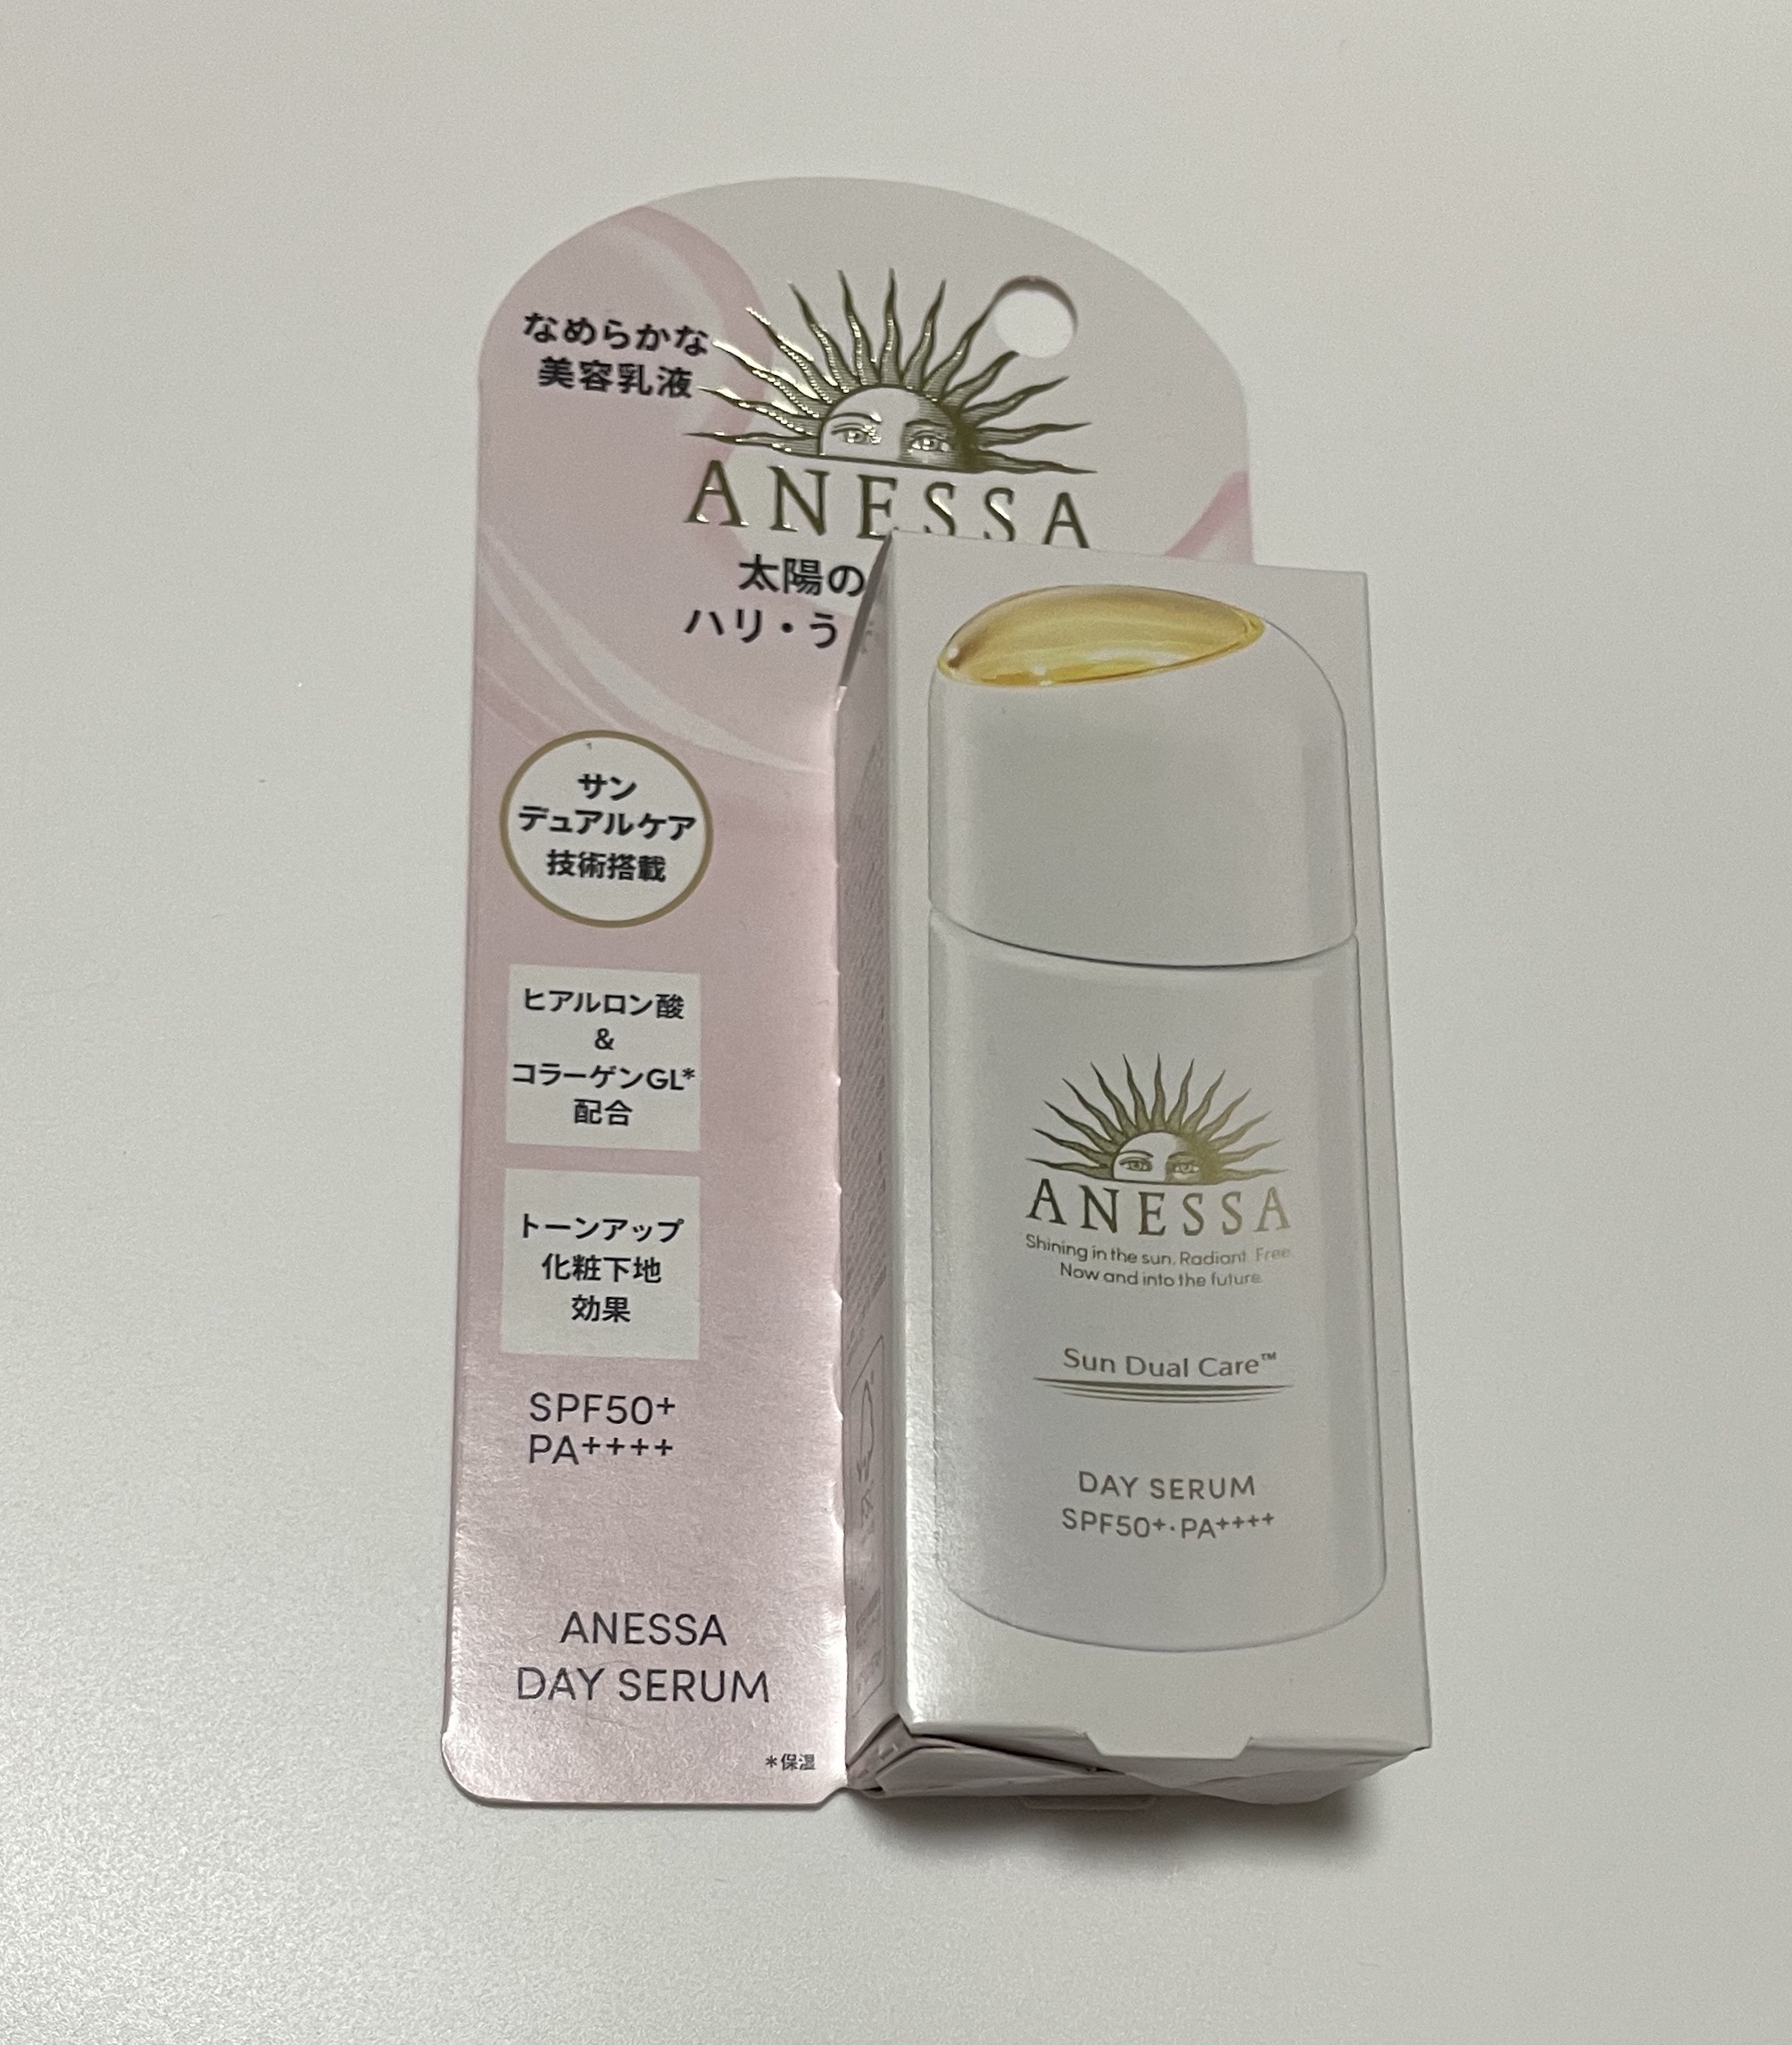 なめらかな
美容乳液
ANESSA
太陽の
ハリ・う
サン
デュアルケア
技術搭載
ヒアルロン酸
&
コラーゲンGL*
配合
トーンアップ
化粧下地
効果
SPF50+
PA++++
ANESSA
DAY SERUM
*保湿
ANESSA
Shining in the sun. Radiant. Free.
Now and into the future.
Sun Dual Care™
DAY SERUM
SPF50+・PA++++